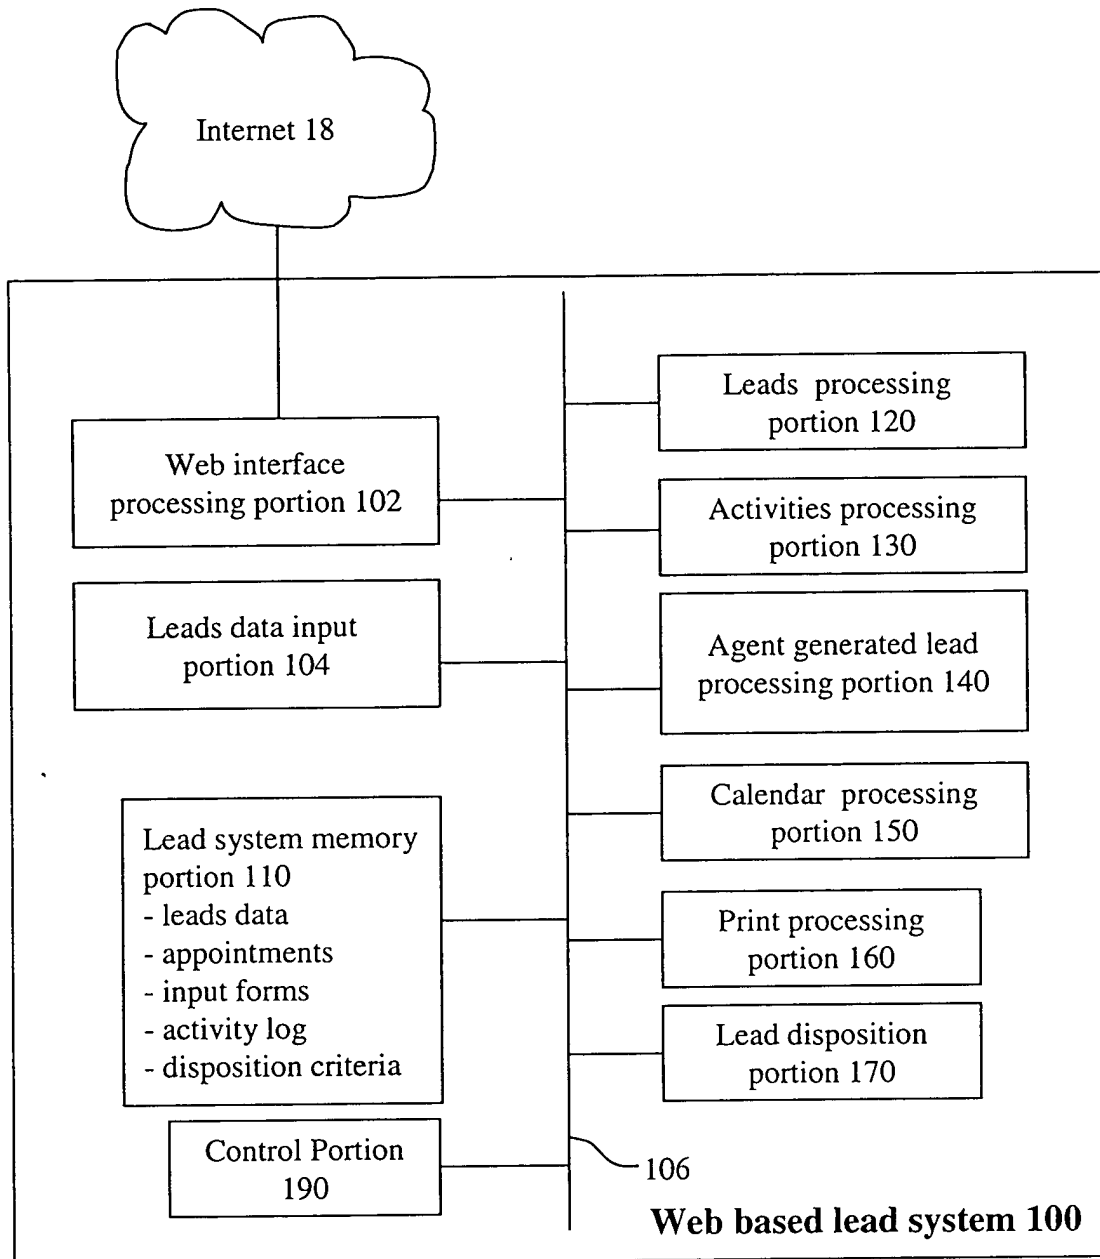 Internet 18
Web interface
processing portion 102
Leads data input
portion 104
Lead system memory
portion 110
- leads data
- appointments
- input forms
- activity log
- disposition criteria
Control Portion
190
Leads processing
portion 120
Activities processing
portion 130
Agent generated lead
processing portion 140
Calendar processing
portion 150
Print processing
portion 160
Lead disposition
portion 170
106
Web based lead system 100